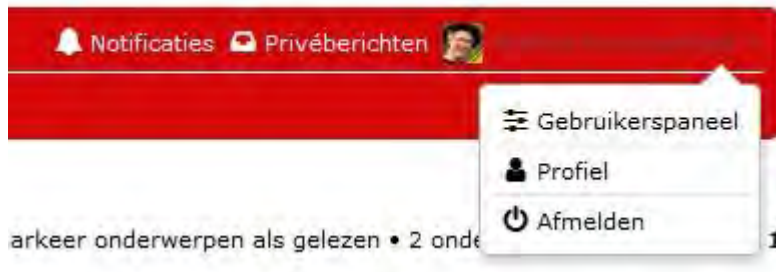 Notificaties Privéberichten
Gebruikerspaneel
Profiel
Afmelden
arkeer onderwerpen als gelezen • 2 onde